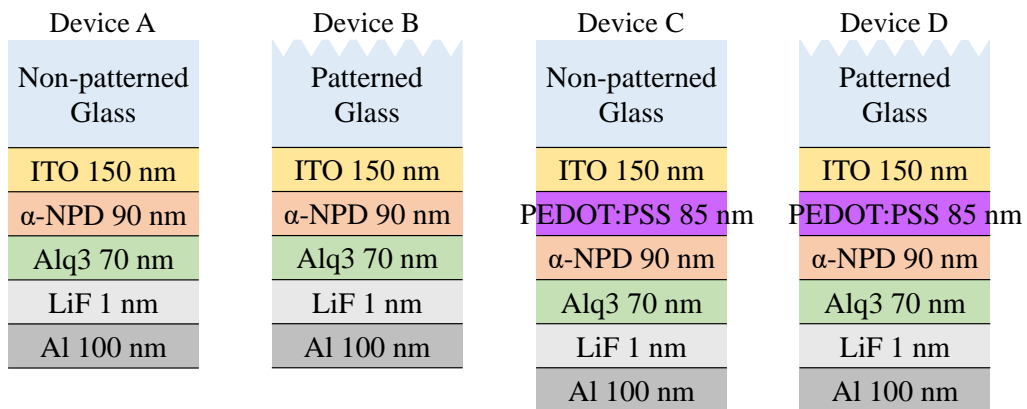 Device A
Non-patterned
Glass
ITO 150 nm
α-NPD 90 nm
Alq3 70 nm
LiF 1 nm
Al 100 nm
Device B
Patterned
Glass
ITO 150 nm
α-NPD 90 nm
Alq3 70 nm
LiF 1 nm
Al 100 nm
Device C
Non-patterned
Glass
ITO 150 nm
PEDOT:PSS 85 nm
α-NPD 90 nm
Alq3 70 nm
LiF 1 nm
Al 100 nm
Device D
Patterned
Glass
ITO 150 nm
PEDOT:PSS 85 nm
α-NPD 90 nm
Alq3 70 nm
LiF 1 nm
Al 100 nm